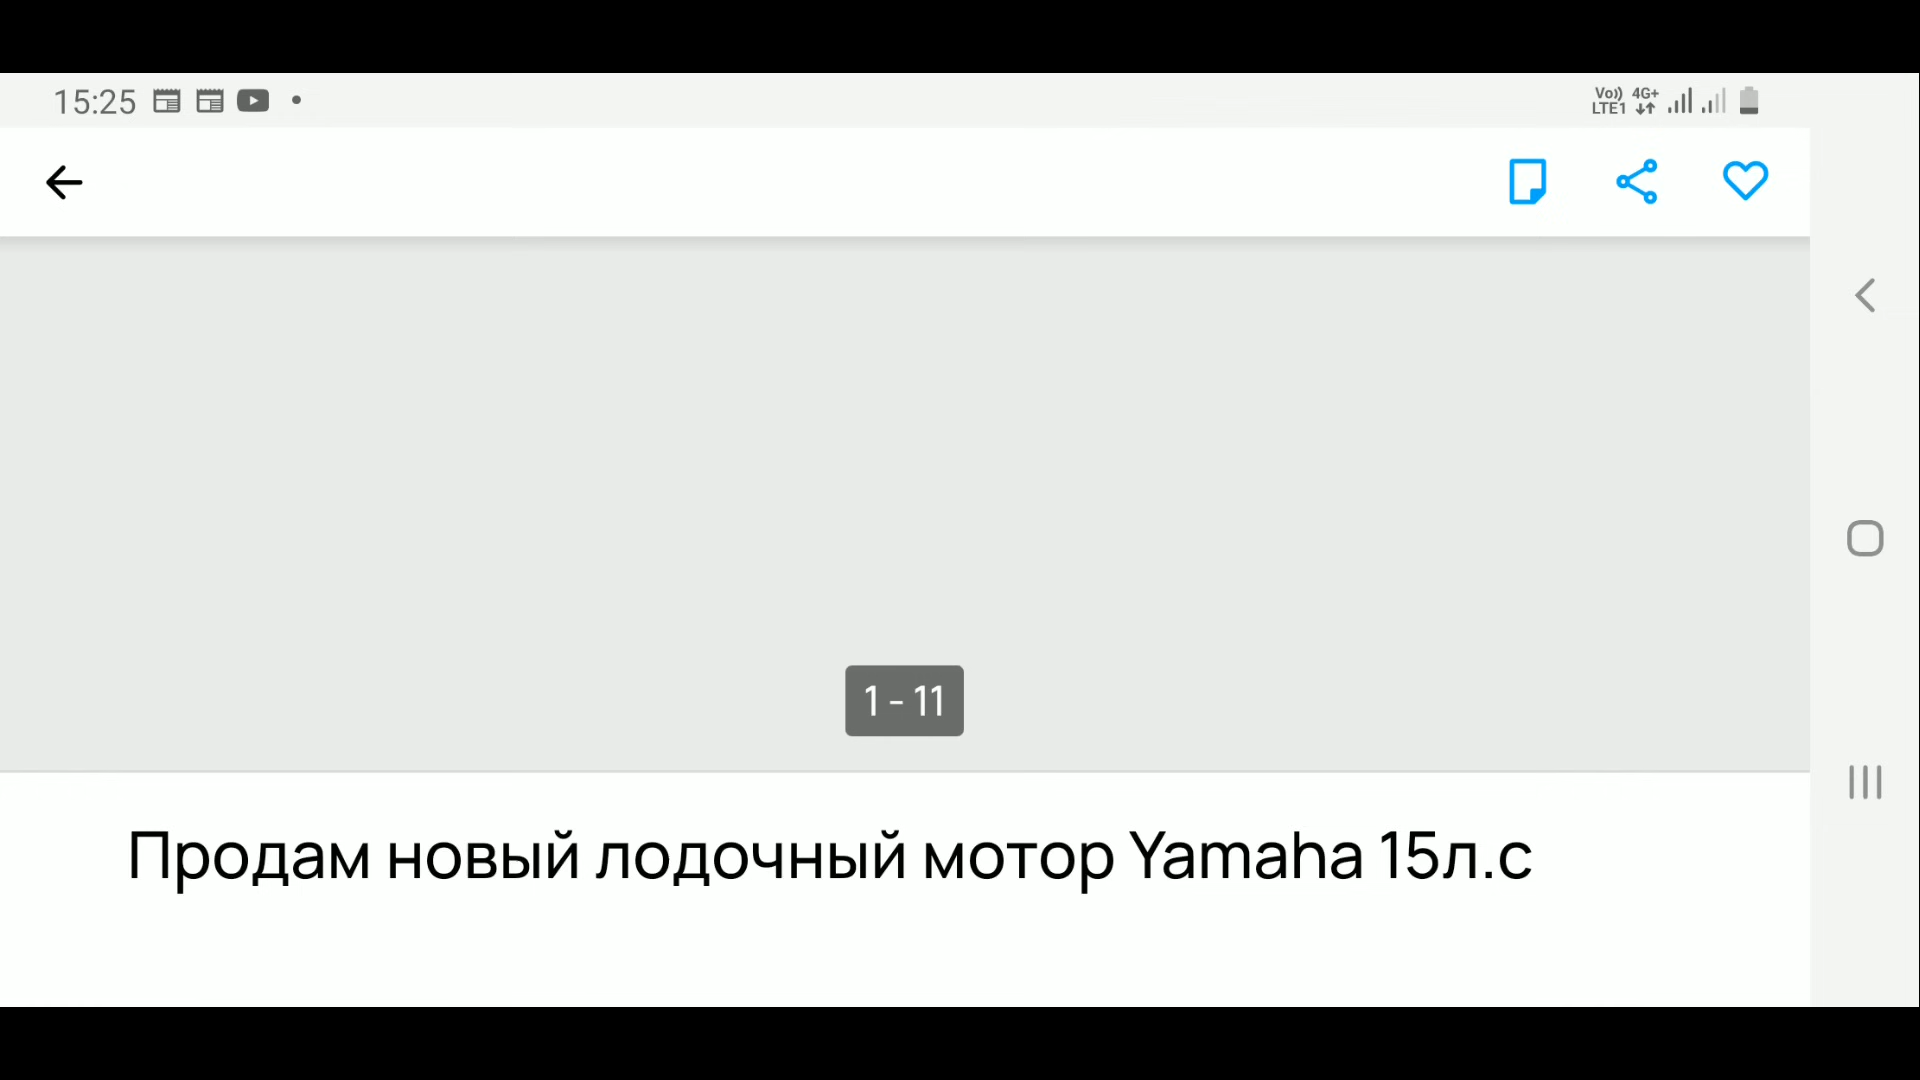 15:25
Vo)) 4G+
LTE1
1 - 11
Продам новый лодочный мотор Yamaha 15л.с